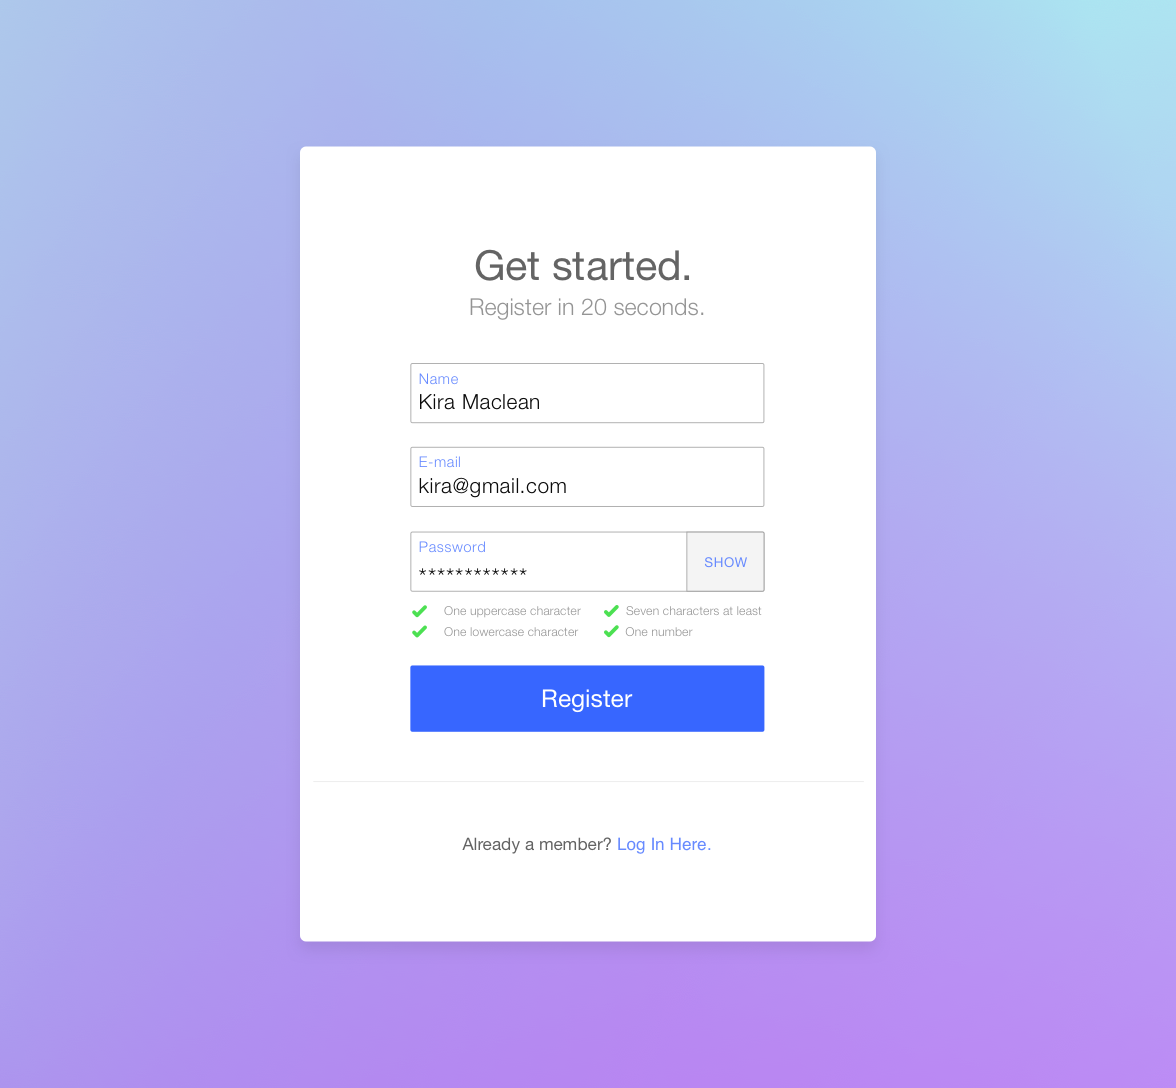 Get started.
Register in 20 seconds.
Name
Kira Maclean
E-mail
kira@gmail.com
Password
************
SHOW
One uppercase character
Seven characters at least
One lowercase character
One number
Register
Already a member? Log In Here.